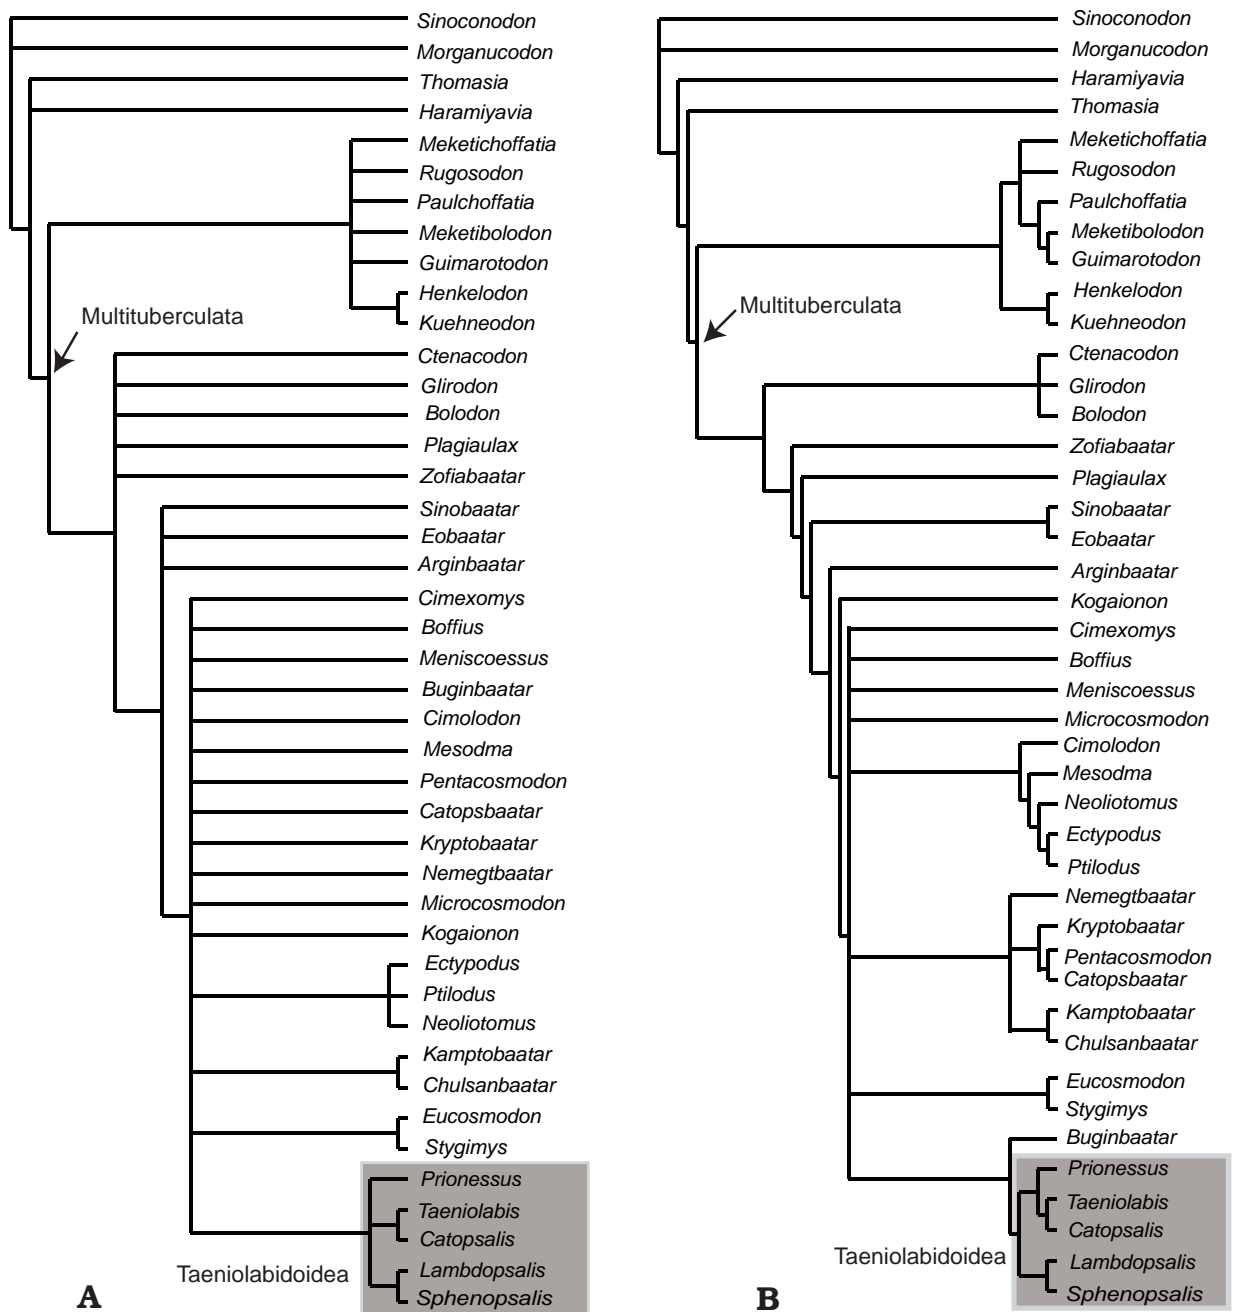 Sinoconodon
Morganucodon
Thomasia
Haramiyavia
Meketichoffatia
Rugosodon
Paulchoffatia
Meketibolodon
Guimarotodon
Henkelodon
Kuehneodon
Multituberculata
Ctenacodon
Glirodon
Bolodon
Plagiaulax
Zofiabaatar
Sinobaatar
Eobaatar
Arginbaatar
Cimexomys
Boffius
Meniscoessus
Buginbaatar
Cimolodon
Mesodma
Pentacosmodon
Catopsbaatar
Kryptobaatar
Nemegtbaatar
Microcosmodon
Kogaionon
Ectypodus
Ptilodus
Neoliotomus
Kamptobaatar
Chulsanbaatar
Eucosmodon
Stygimys
Prionessus
Taeniolabis
Catopsalis
Lambdopsalis
Sphenopsalis
Taeniolabidoidea
A
Sinoconodon
Morganucodon
Haramiyavia
Thomasia
Meketichoffatia
Rugosodon
Paulchoffatia
Meketibolodon
Guimarotodon
Henkelodon
Kuehneodon
Multituberculata
Ctenacodon
Glirodon
Bolodon
Zofiabaatar
Plagiaulax
Sinobaatar
Eobaatar
Arginbaatar
Kogaionon
Cimexomys
Boffius
Meniscoessus
Microcosmodon
Cimolodon
Mesodma
Neoliotomus
Ectypodus
Ptilodus
Nemegtbaatar
Kryptobaatar
Pentacosmodon
Catopsbaatar
Kamptobaatar
Chulsanbaatar
Eucosmodon
Stygimys
Buginbaatar
Prionessus
Taeniolabis
Catopsalis
Lambdopsalis
Sphenopsalis
Taeniolabidoidea
B